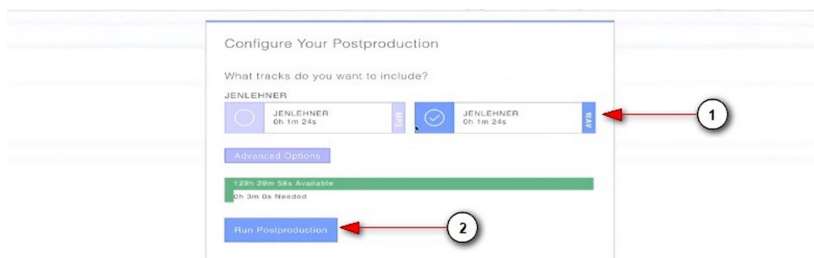 Configure Your Postproduction
What tracks do you want to include?
JENLEHNER
JENLEHNER
0h 1m 24s
MP3
JENLEHNER
0h 1m 24s
WAV
1
Advanced Options
129h 29m 58s Available
0h 3m 0s Needed
Run Postproduction
2